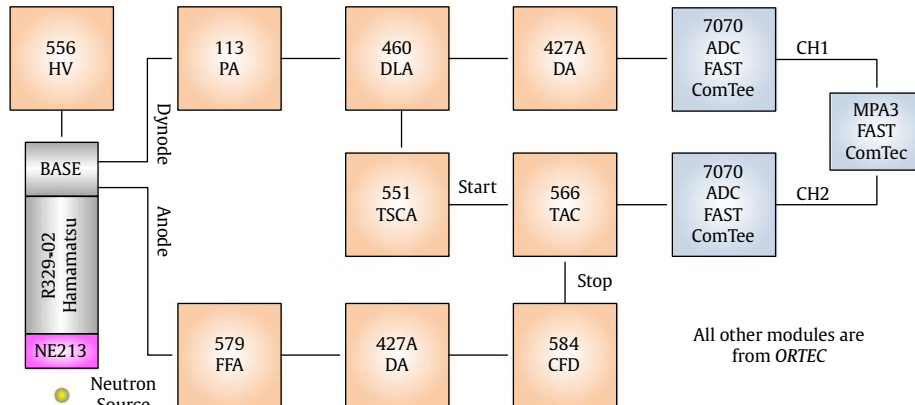 556
HV
113
PA
460
DLA
427A
DA
7070
ADC
FAST
ComTee
CH1
MPA3
FAST
ComTec
Dynode
BASE
551
TSCA
Start
566
TAC
7070
ADC
FAST
ComTee
CH2
Anode
R329-02
Hamamatsu
Stop
NE213
579
FFA
427A
DA
584
CFD
All other modules are
from ORTEC
Neutron
Source